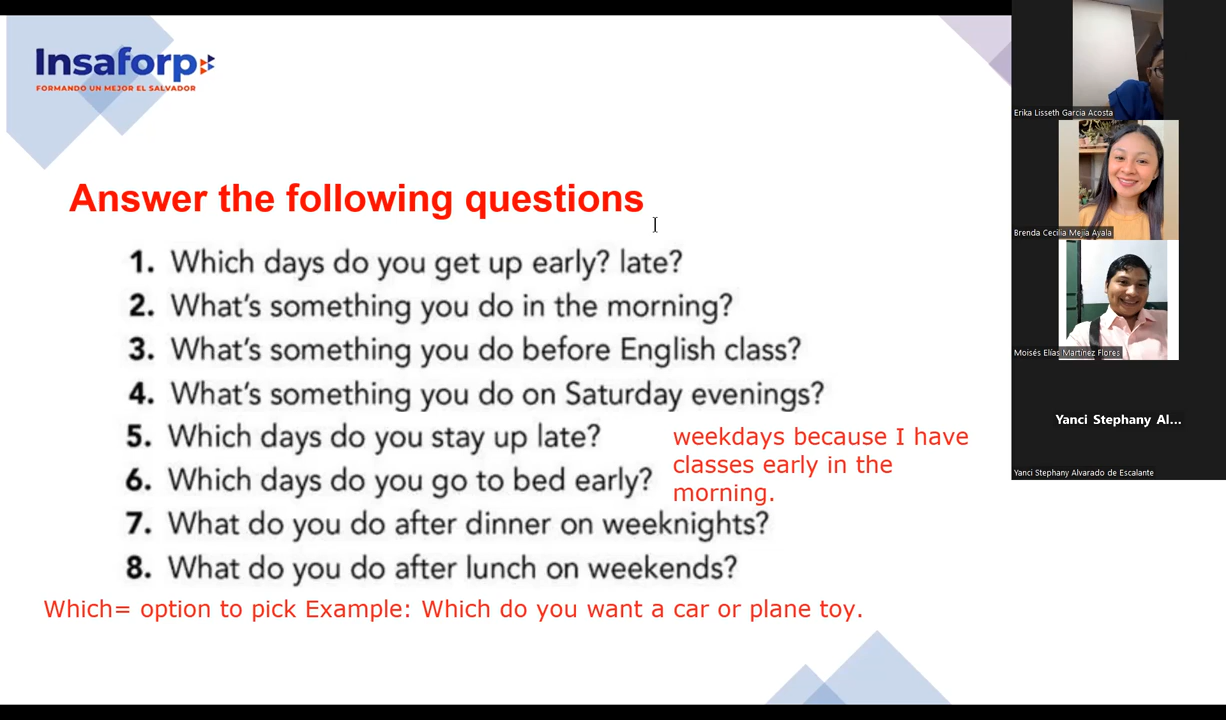 Insaforp
FORMANDO UN MEJOR EL SALVADOR
Answer the following questions
1. Which days do you get up early? late?
2. What's something you do in the morning?
3. What's something you do before English class?
4. What's something you do on Saturday evenings?
5. Which days do you stay up late?
6. Which days do you go to bed early?
weekdays because I have
classes early in the
morning.
7. What do you do after dinner on weeknights?
8. What do you do after lunch on weekends?
Which= option to pick Example: Which do you want a car or plane toy.
Erika Lisseth Garcia Acosta
Brenda Cecilia Mejia Ayala
Moisés Elías Martínez Flores
Yanci Stephany Al...
Yanci Stephany Alvarado de Escalante